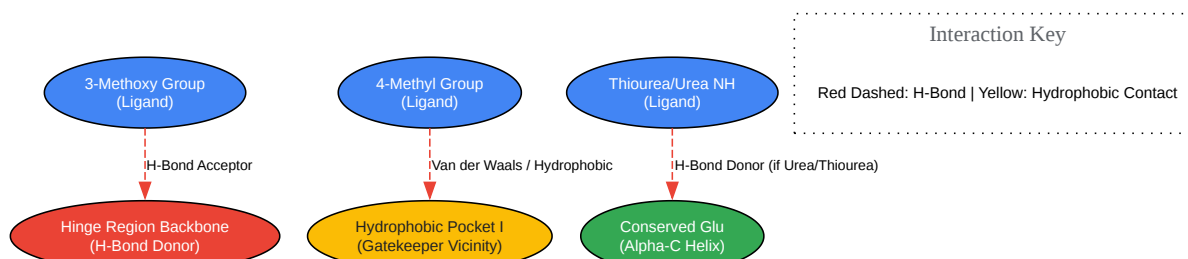 Interaction Key
Red Dashed: H-Bond | Yellow: Hydrophobic Contact
3-Methoxy Group
(Ligand)
4-Methyl Group
(Ligand)
Thiourea/Urea NH
(Ligand)
H-Bond Acceptor
Van der Waals / Hydrophobic
H-Bond Donor (if Urea/Thiourea)
Hinge Region Backbone
(H-Bond Donor)
Hydrophobic Pocket I
(Gatekeeper Vicinity)
Conserved Glu
(Alpha-C Helix)